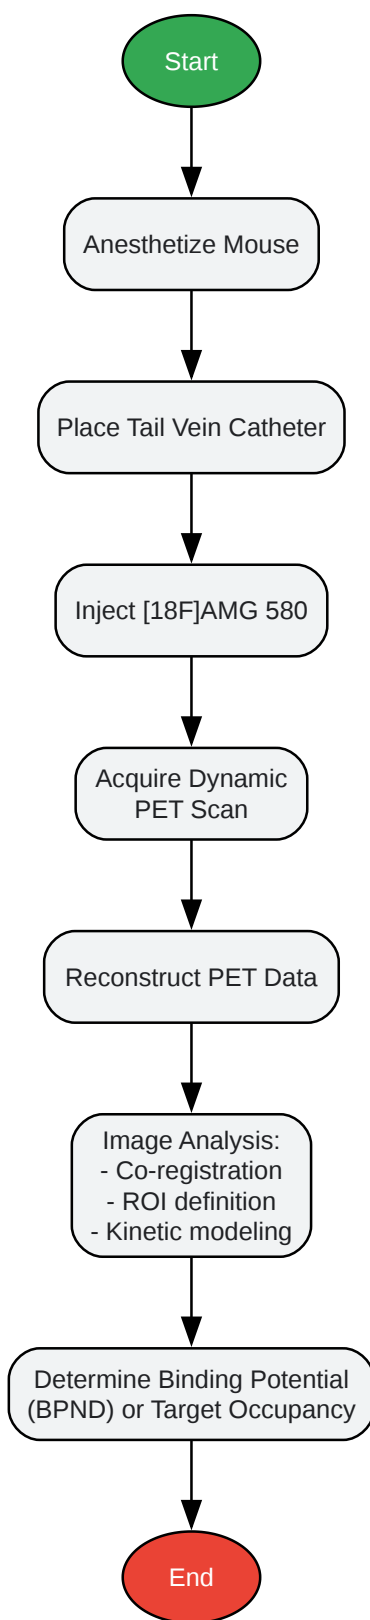 Start
Anesthetize Mouse
Place Tail Vein Catheter
Inject [18F]AMG 580
Acquire Dynamic
PET Scan
Reconstruct PET Data
Image Analysis:
- Co-registration
- ROI definition
- Kinetic modeling
Determine Binding Potential
(BPND) or Target Occupancy
End